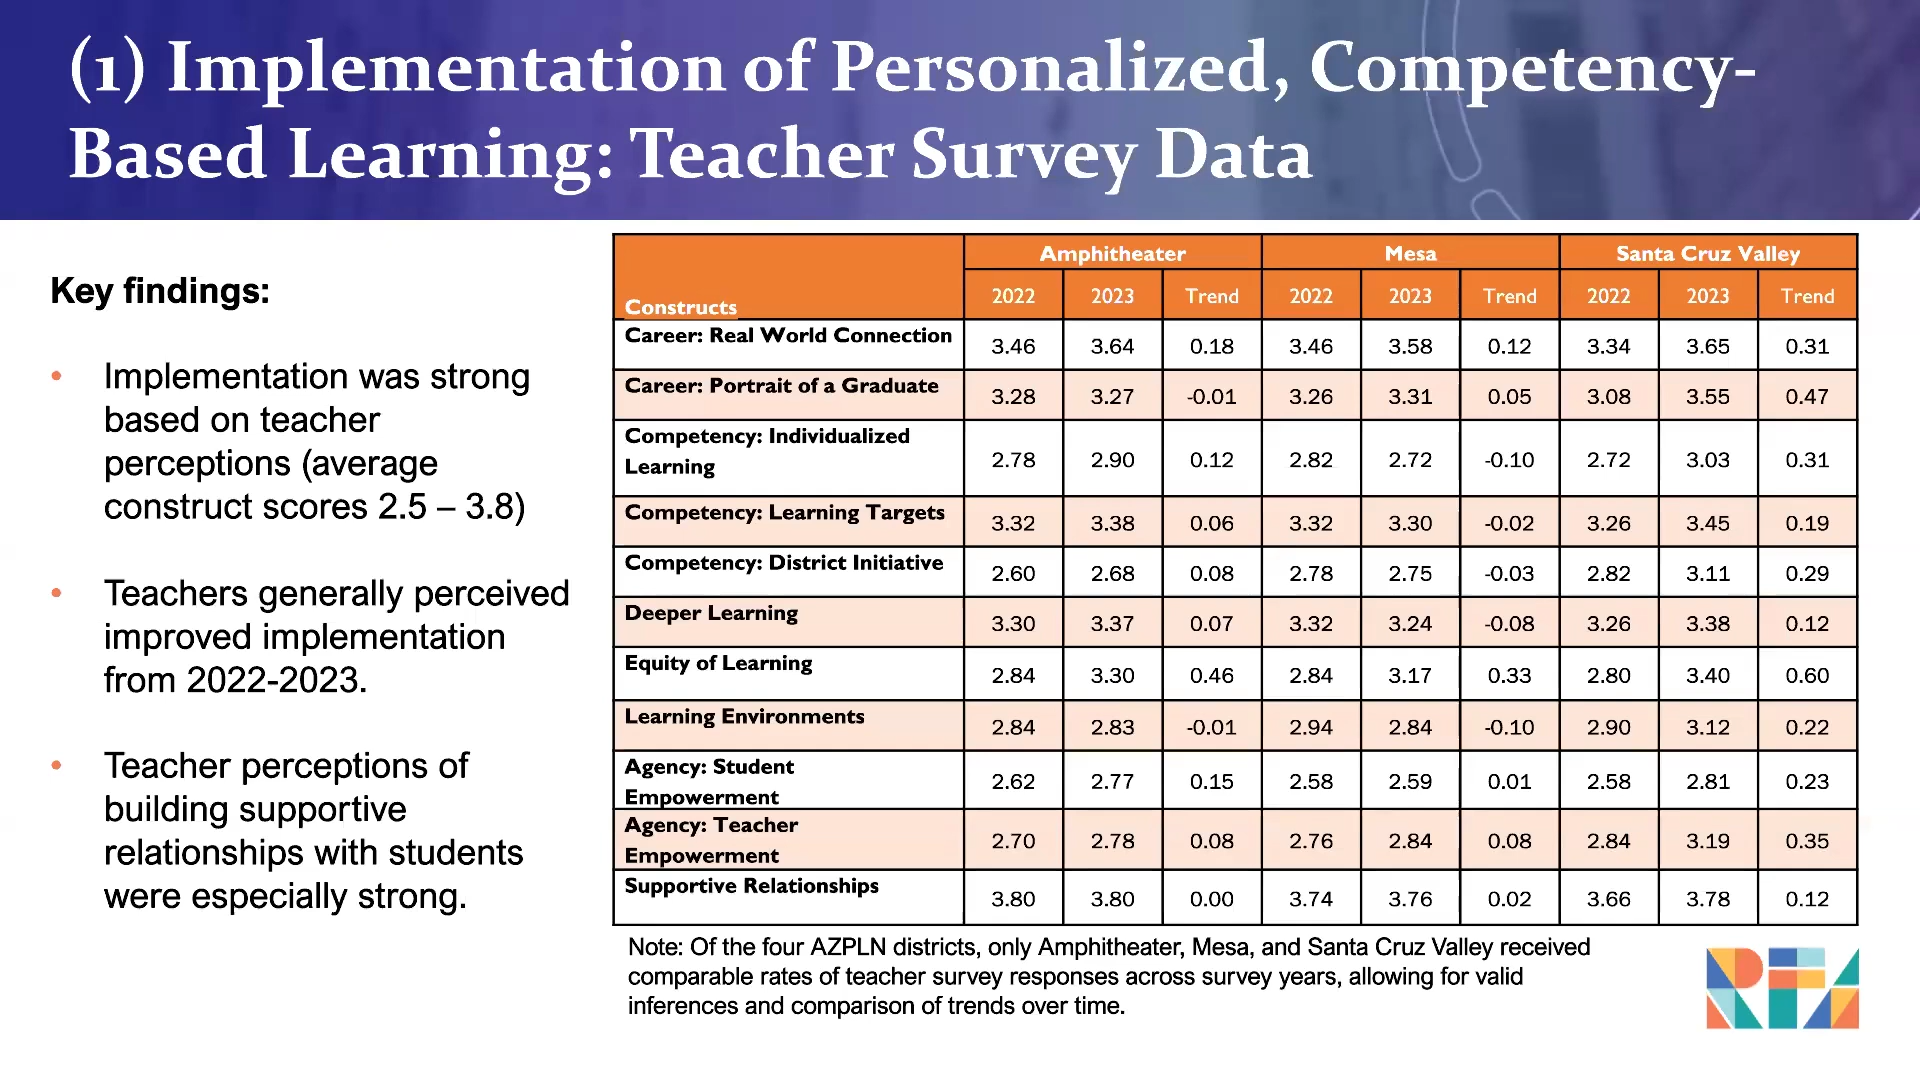 (1) Implementation of Personalized, Competency-
Based Learning: Teacher Survey Data
Key findings:
• Implementation was strong
based on teacher
perceptions (average
construct scores 2.5 – 3.8)
• Teachers generally perceived
improved implementation
from 2022-2023.
• Teacher perceptions of
building supportive
relationships with students
were especially strong.
Amphitheater Mesa Santa Cruz Valley
Constructs 2022 2023 Trend 2022 2023 Trend 2022 2023 Trend
Career: Real World Connection 3.46 3.64 0.18 3.46 3.58 0.12 3.34 3.65 0.31
Career: Portrait of a Graduate 3.28 3.27 -0.01 3.26 3.31 0.05 3.08 3.55 0.47
Competency: Individualized
Learning 2.78 2.90 0.12 2.82 2.72 -0.10 2.72 3.03 0.31
Competency: Learning Targets 3.32 3.38 0.06 3.32 3.30 -0.02 3.26 3.45 0.19
Competency: District Initiative 2.60 2.68 0.08 2.78 2.75 -0.03 2.82 3.11 0.29
Deeper Learning 3.30 3.37 0.07 3.32 3.24 -0.08 3.26 3.38 0.12
Equity of Learning 2.84 3.30 0.46 2.84 3.17 0.33 2.80 3.40 0.60
Learning Environments 2.84 2.83 -0.01 2.94 2.84 -0.10 2.90 3.12 0.22
Agency: Student
Empowerment 2.62 2.77 0.15 2.58 2.59 0.01 2.58 2.81 0.23
Agency: Teacher
Empowerment 2.70 2.78 0.08 2.76 2.84 0.08 2.84 3.19 0.35
Supportive Relationships 3.80 3.80 0.00 3.74 3.76 0.02 3.66 3.78 0.12
Note: Of the four AZPLN districts, only Amphitheater, Mesa, and Santa Cruz Valley received
comparable rates of teacher survey responses across survey years, allowing for valid
inferences and comparison of trends over time.
RFA